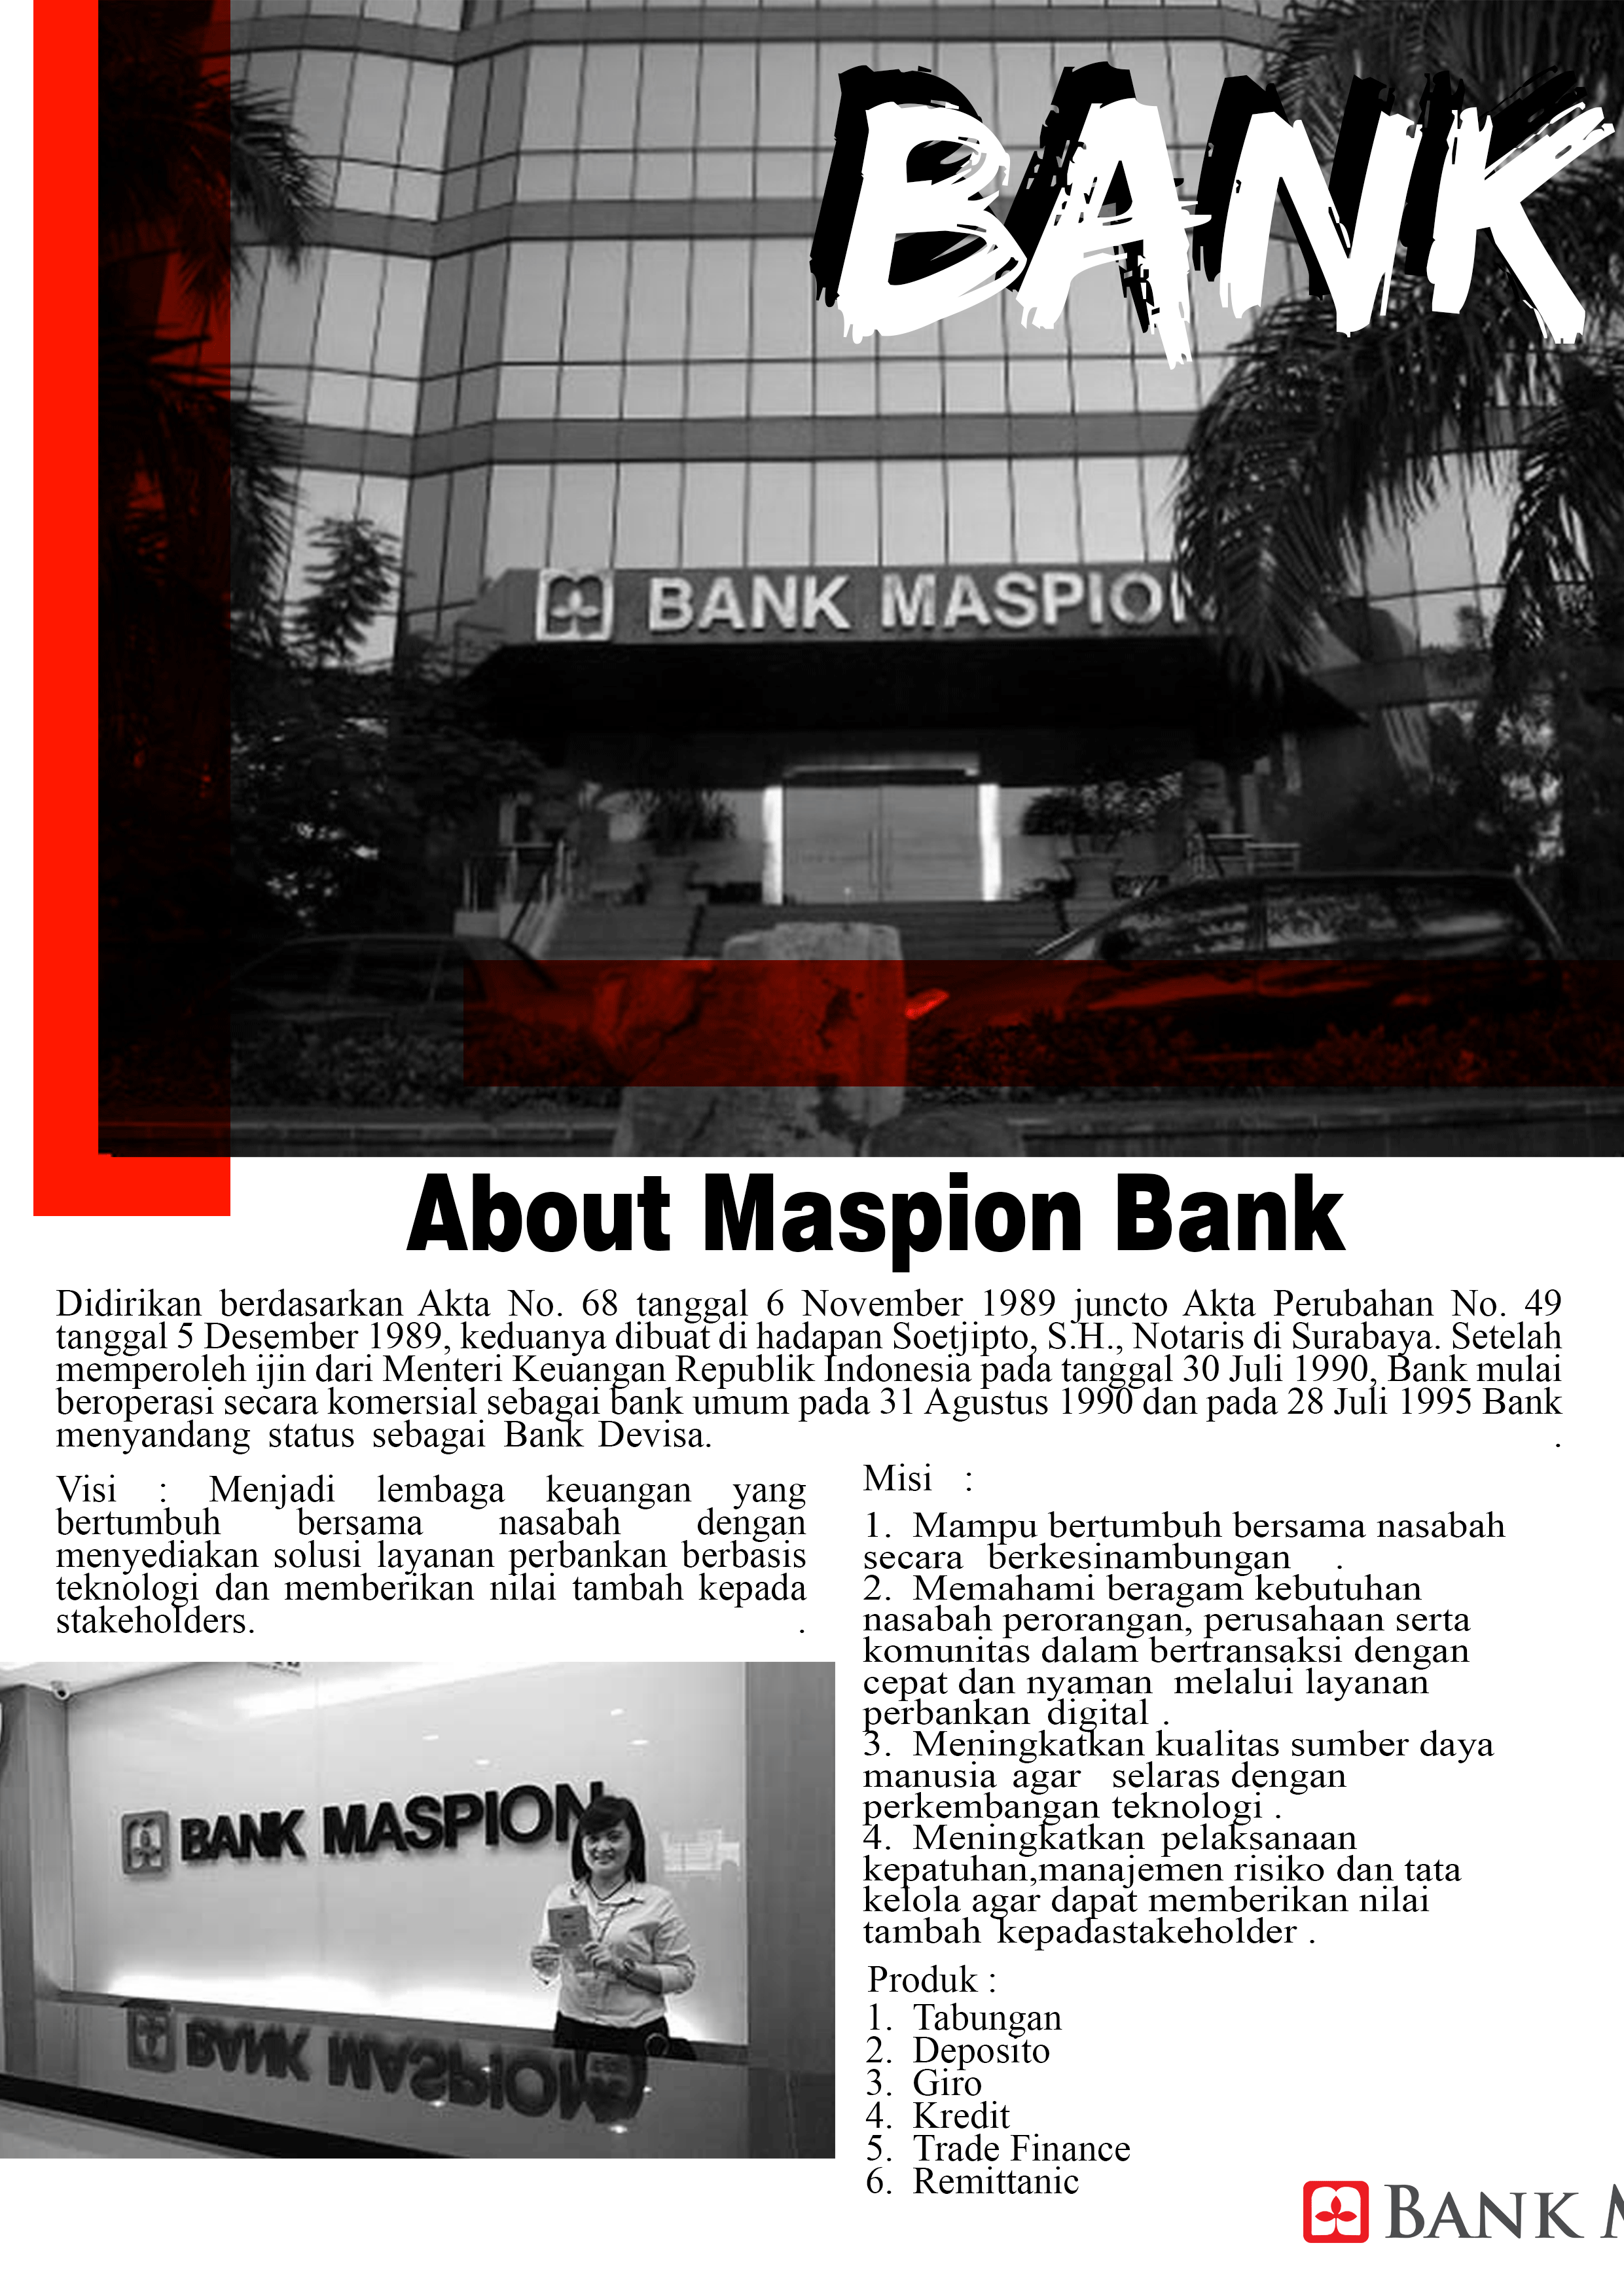 BANK
BANK MASPION
About Maspion Bank
Didirikan berdasarkan Akta No. 68 tanggal 6 November 1989 juncto Akta Perubahan No. 49
tanggal 5 Desember 1989, keduanya dibuat di hadapan Soetjipto, S.H., Notaris di Surabaya. Setelah
memperoleh ijin dari Menteri Keuangan Republik Indonesia pada tanggal 30 Juli 1990, Bank mulai
beroperasi secara komersial sebagai bank umum pada 31 Agustus 1990 dan pada 28 Juli 1995 Bank
menyandang status sebagai Bank Devisa. .
Visi : Menjadi lembaga keuangan yang
bertumbuh bersama nasabah dengan
menyediakan solusi layanan perbankan berbasis
teknologi dan memberikan nilai tambah kepada
stakeholders. .
BANK MASPION
BANK MASPION
Misi :
1. Mampu bertumbuh bersama nasabah
secara berkesinambungan .
2. Memahami beragam kebutuhan
nasabah perorangan, perusahaan serta
komunitas dalam bertransaksi dengan
cepat dan nyaman melalui layanan
perbankan digital .
3. Meningkatkan kualitas sumber daya
manusia agar selaras dengan
perkembangan teknologi .
4. Meningkatkan pelaksanaan
kepatuhan,manajemen risiko dan tata
kelola agar dapat memberikan nilai
tambah kepadastakeholder .
Produk :
1. Tabungan
2. Deposito
3. Giro
4. Kredit
5. Trade Finance
6. Remittanic
BANK M